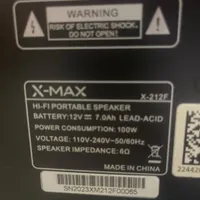 WARNING
RISK OF ELECTRIC SHOCK,
DO NOT OPEN!
X-MAX
X-212F
HI-FI PORTABLE SPEAKER
BATTERY:12V ⎓ 7.0Ah LEAD-ACID
POWER CONSUMPTION: 100W
VOLTAGE: 110V-240V~50/60Hz
SPEAKER IMPEDANCE: 6Ω
MADE IN CHINA
SN2023XM212F00065